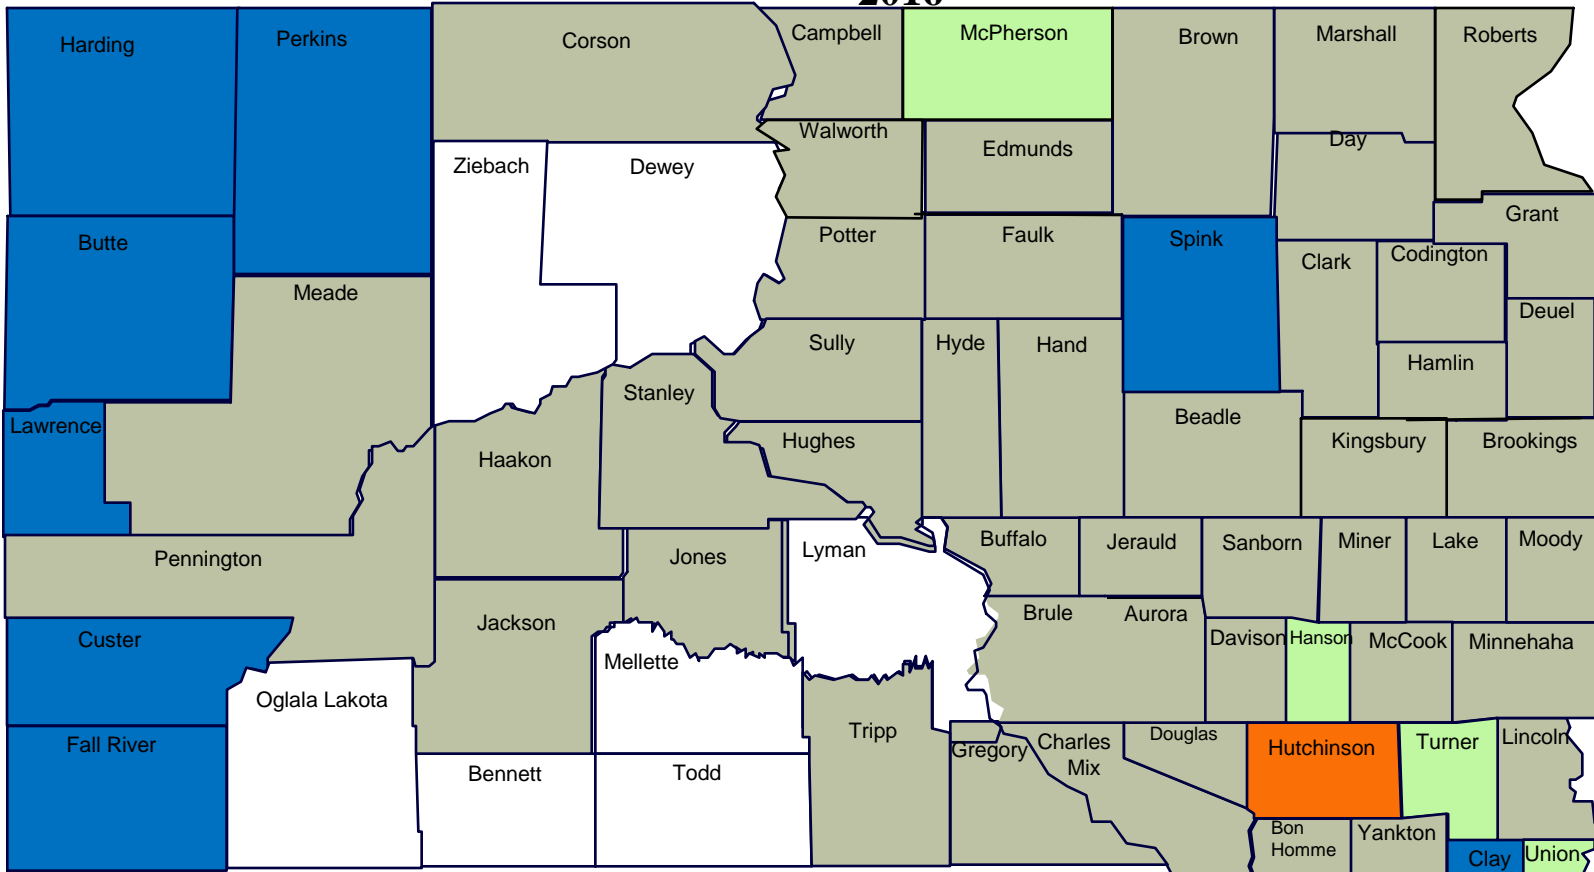 2016
Harding
Perkins
Corson
Campbell
McPherson
Brown
Marshall
Roberts
Walworth
Edmunds
Day
Ziebach
Dewey
Grant
Butte
Potter
Faulk
Spink
Clark
Codington
Meade
Deuel
Sully
Hyde
Hand
Hamlin
Stanley
Lawrence
Beadle
Hughes
Kingsbury
Brookings
Haakon
Pennington
Jones
Lyman
Buffalo
Jerauld
Sanborn
Miner
Lake
Moody
Custer
Jackson
Brule
Aurora
Davison
Hanson
McCook
Minnehaha
Mellette
Oglala Lakota
Fall River
Tripp
Gregory
Charles
Mix
Douglas
Hutchinson
Turner
Lincoln
Bennett
Todd
Bon
Homme
Yankton
Clay
Union